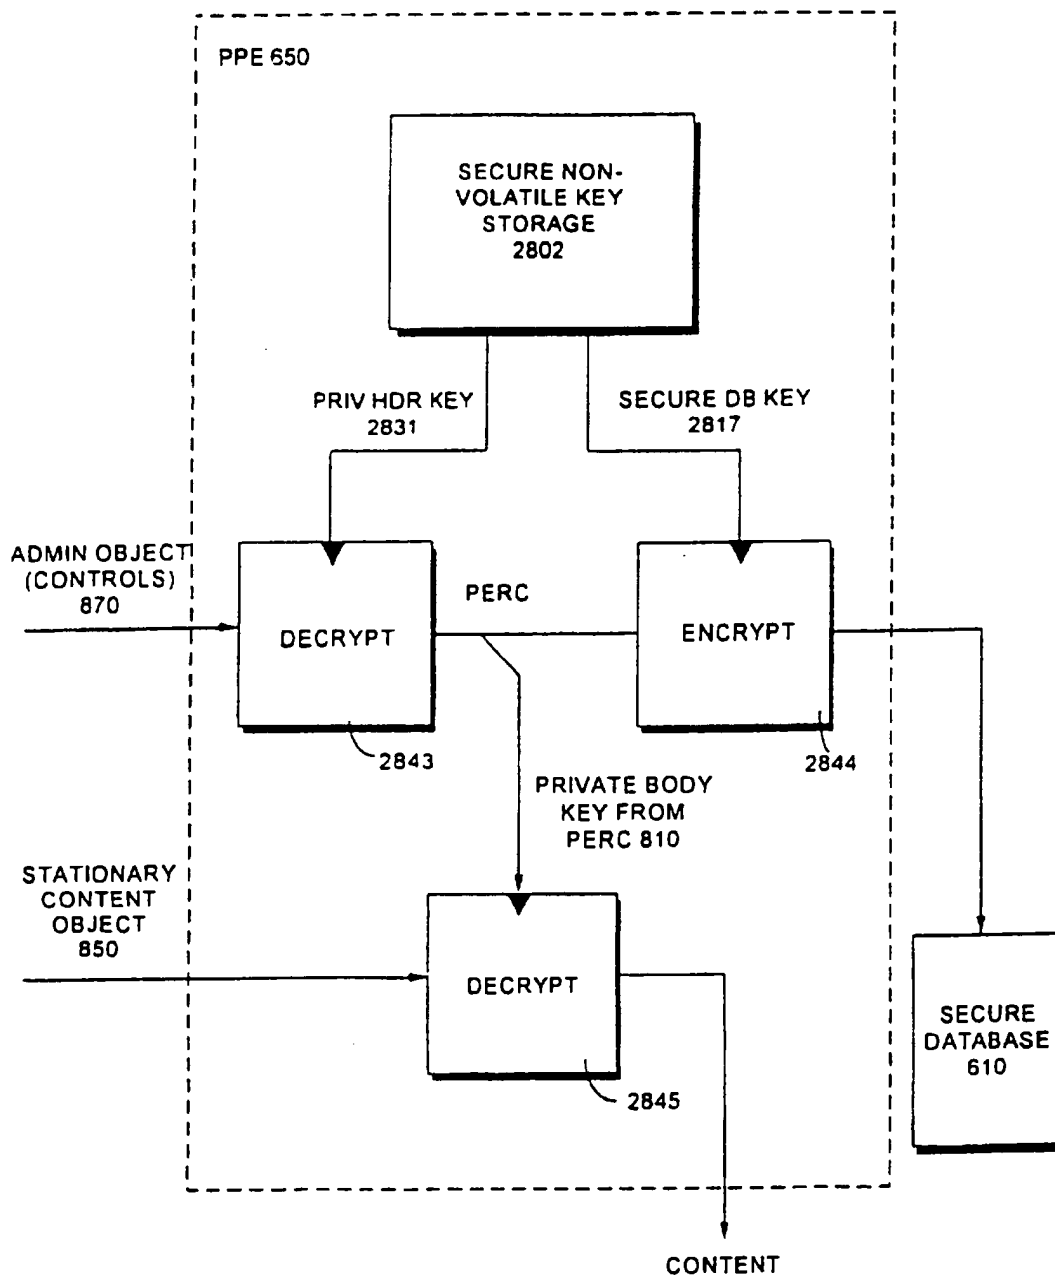 PPE 650
SECURE NON-
VOLATILE KEY
STORAGE
2802
PRIV HDR KEY
2831
SECURE DB KEY
2817
ADMIN OBJECT
(CONTROLS)
870
DECRYPT
PERC
ENCRYPT
2843
2844
PRIVATE BODY
KEY FROM
PERC 810
STATIONARY
CONTENT
OBJECT
850
DECRYPT
2845
SECURE
DATABASE
610
CONTENT